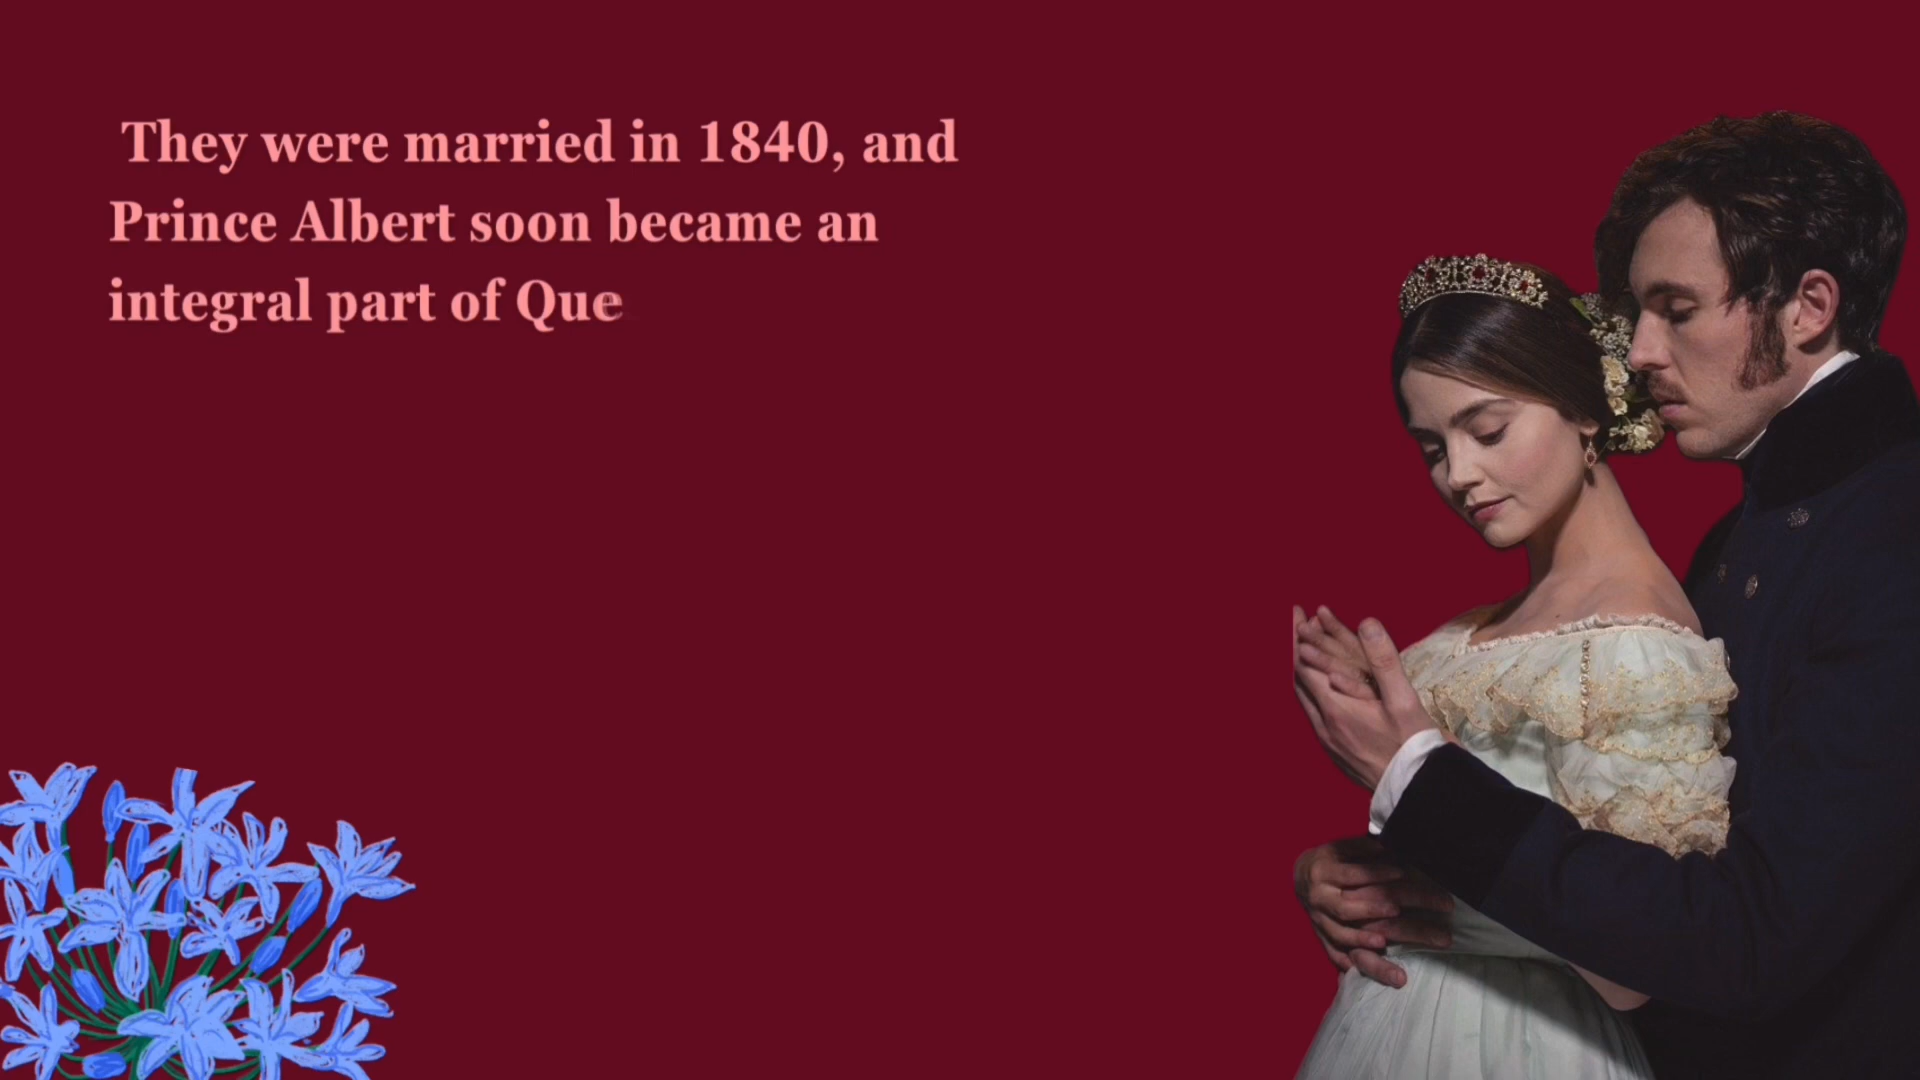 They were married in 1840, and
Prince Albert soon became an
integral part of Que